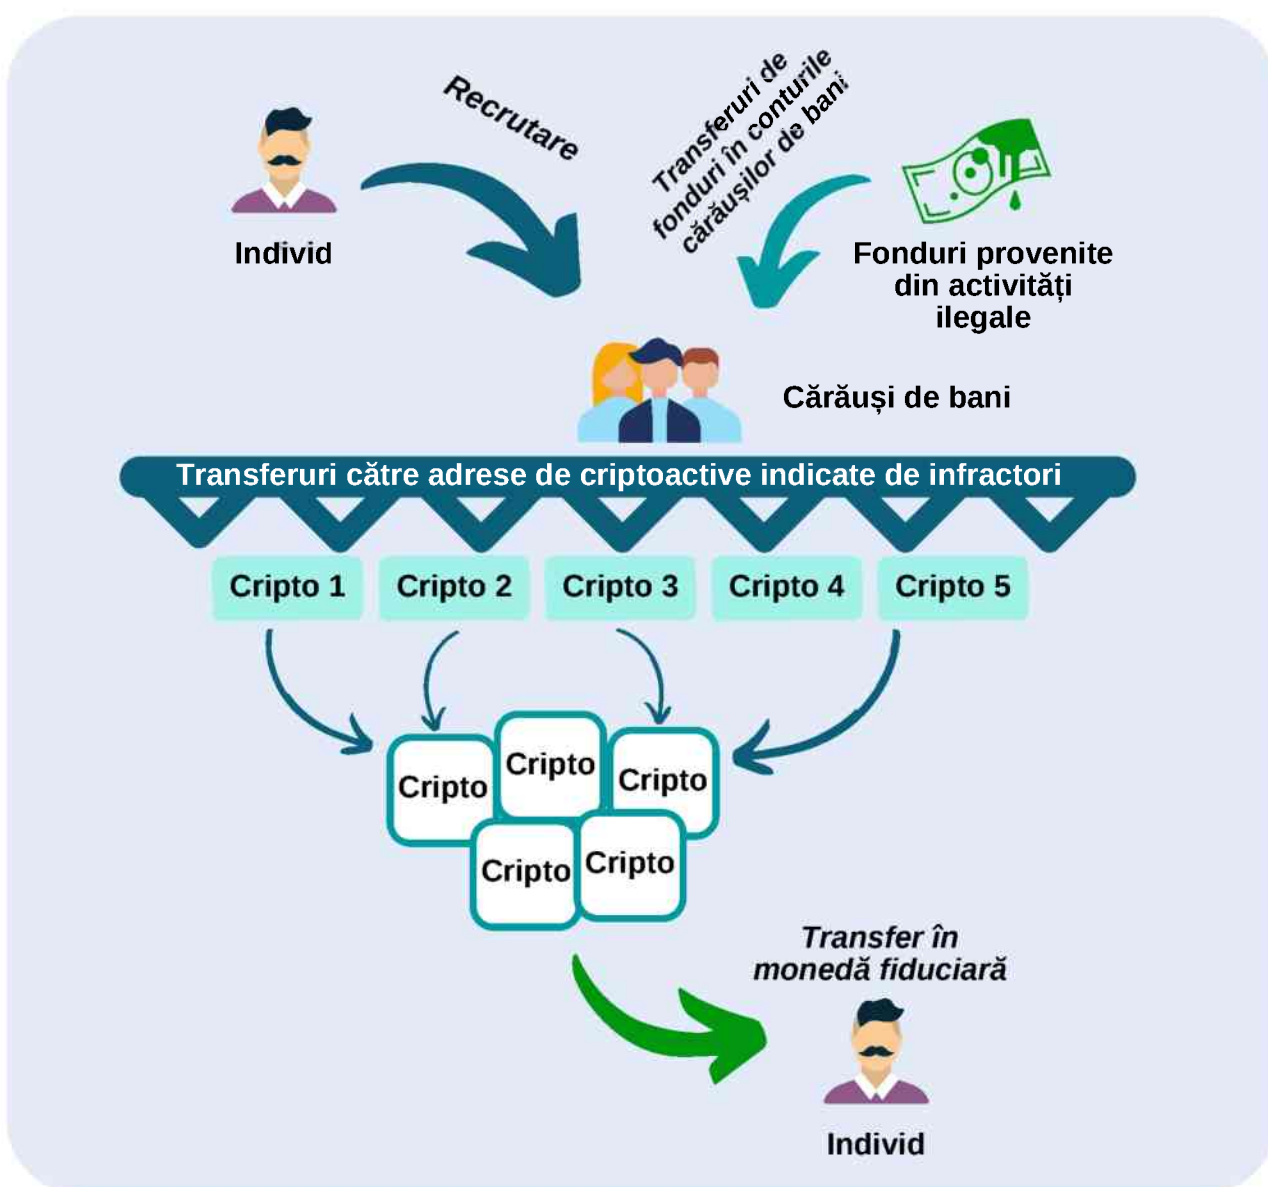 Recrutare
Transferuri de
fonduri în conturile
cărăușilor de bani
Individ
Fonduri provenite
din activități
ilegale
Cărăuși de bani
Transferuri către adrese de criptoactive indicate de infractori
Cripto 1
Cripto 2
Cripto 3
Cripto 4
Cripto 5
Cripto
Cripto
Cripto
Cripto
Cripto
Transfer în
monedă fiduciară
Individ